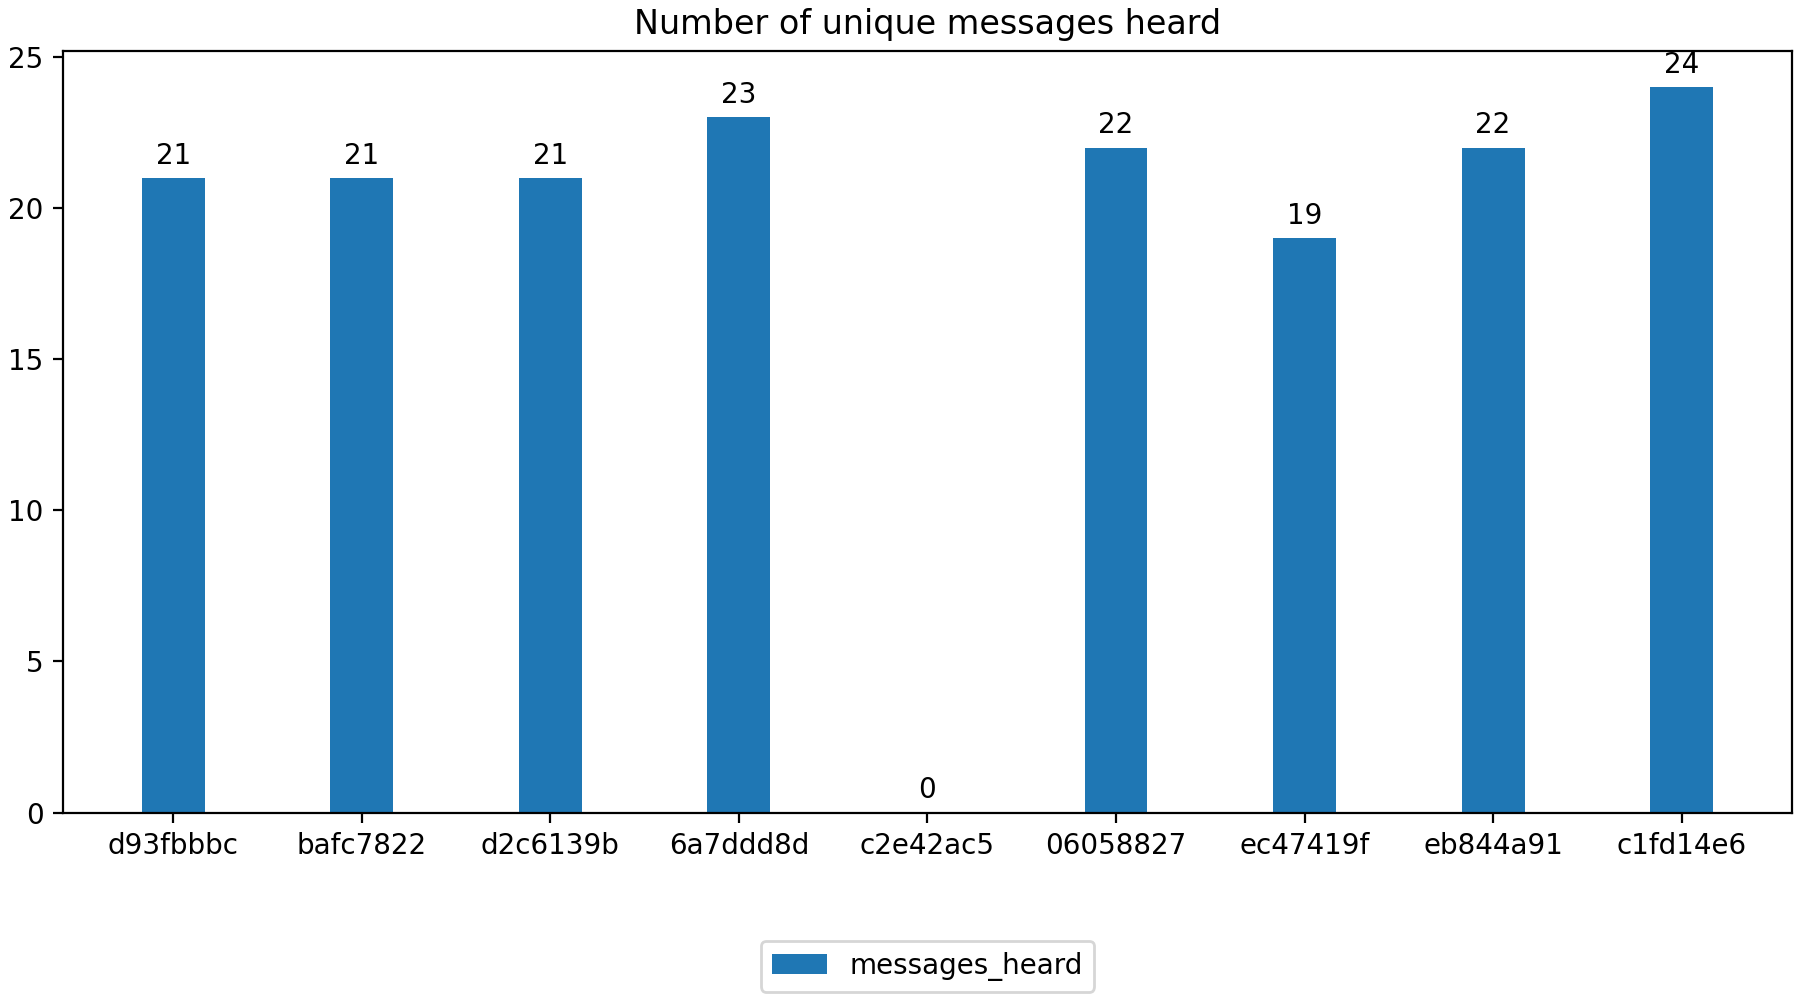 Number of unique messages heard
25
20
15
10
5
0
21 21 21 23 0 22 19 22 24
d93fbbbc bafc7822 d2c6139b 6a7ddd8d c2e42ac5 06058827 ec47419f eb844a91 c1fd14e6
messages_heard